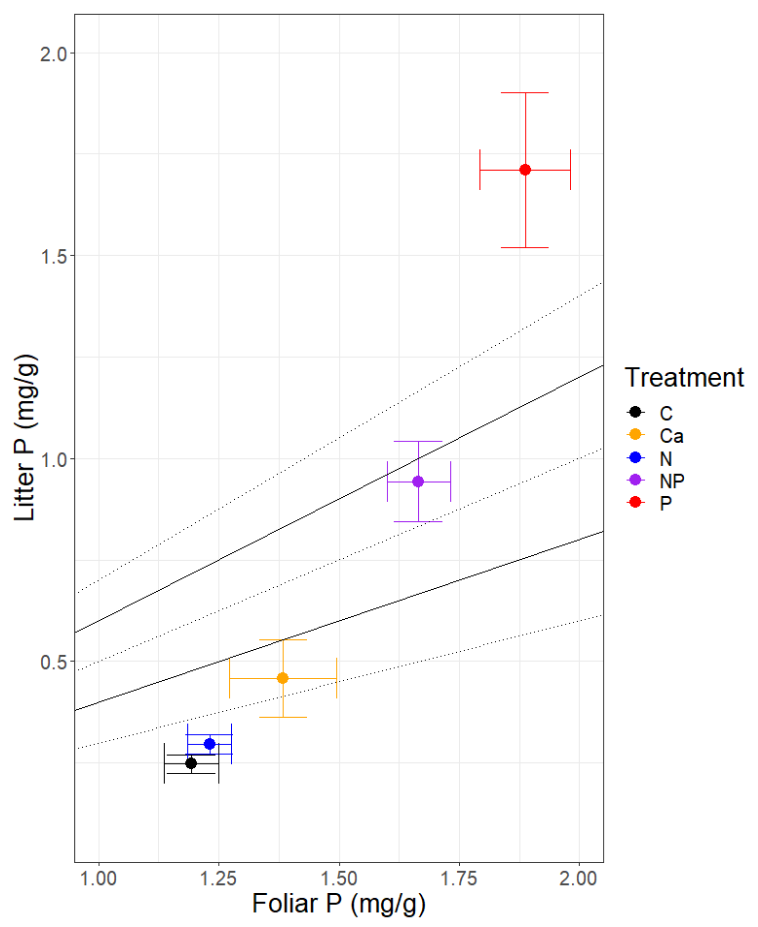 2.0
1.5
1.0
0.5
Litter P (mg/g)
1.00 1.25 1.50 1.75 2.00
Foliar P (mg/g)
Treatment
C
Ca
N
NP
P